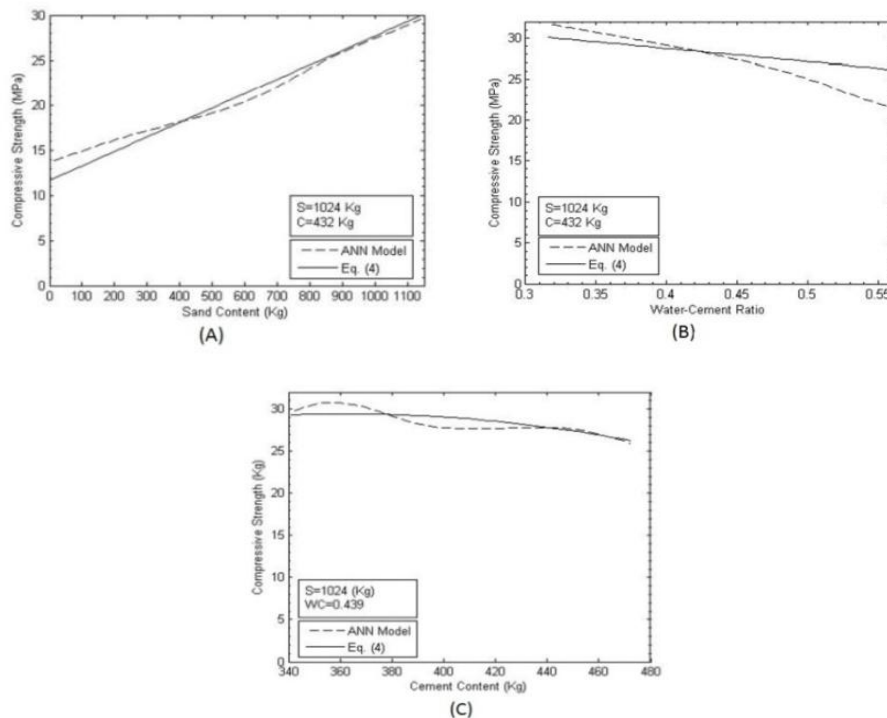 30
25
20
15
10
5
0
Compressive Strength (MPa)
S=1024 Kg
C=432 Kg
ANN Model
Eq. (4)
0 100 200 300 400 500 600 700 800 900 1000 1100
Sand Content (Kg)
(A)
30
25
20
15
10
5
0
Compressive Strength (MPa)
S=1024 Kg
C=432 Kg
ANN Model
Eq. (4)
0.3 0.35 0.4 0.45 0.5 0.55
Water-Cement Ratio
(B)
30
25
20
15
10
5
0
Compressive Strength (Kg)
S=1024 (Kg)
WC=0.439
ANN Model
Eq. (4)
340 360 380 400 420 440 460 480
Cement Content (Kg)
(C)